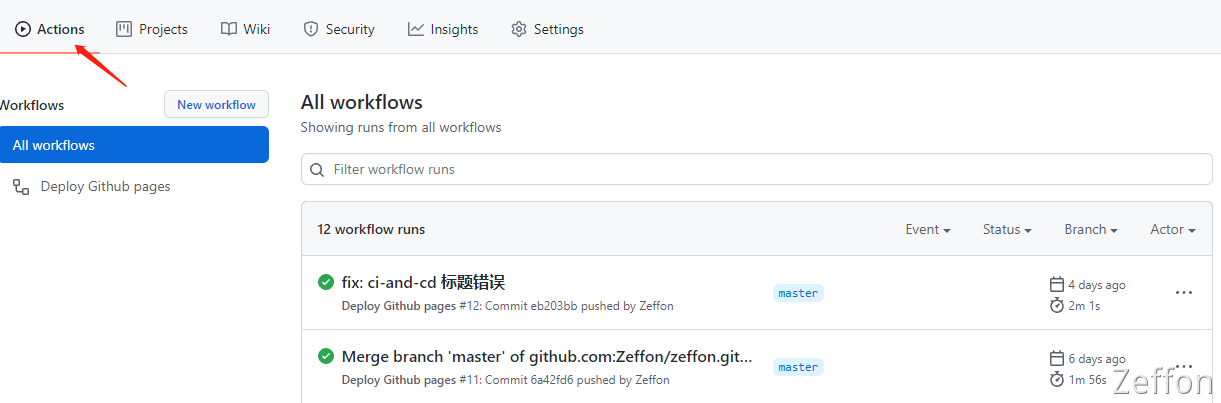 Actions Projects Wiki Security Insights Settings
Workflows
New workflow
All workflows
Deploy Github pages
All workflows
Showing runs from all workflows
Filter workflow runs
12 workflow runs Event Status Branch Actor
fix: ci-and-cd 标题错误
Deploy Github pages #12: Commit eb203bb pushed by Zeffon
master
4 days ago
2m 1s
Merge branch 'master' of github.com:Zeffon/zeffon.git...
Deploy Github pages #11: Commit 6a42fd6 pushed by Zeffon
master
6 days ago
1m 56s
Zeffon